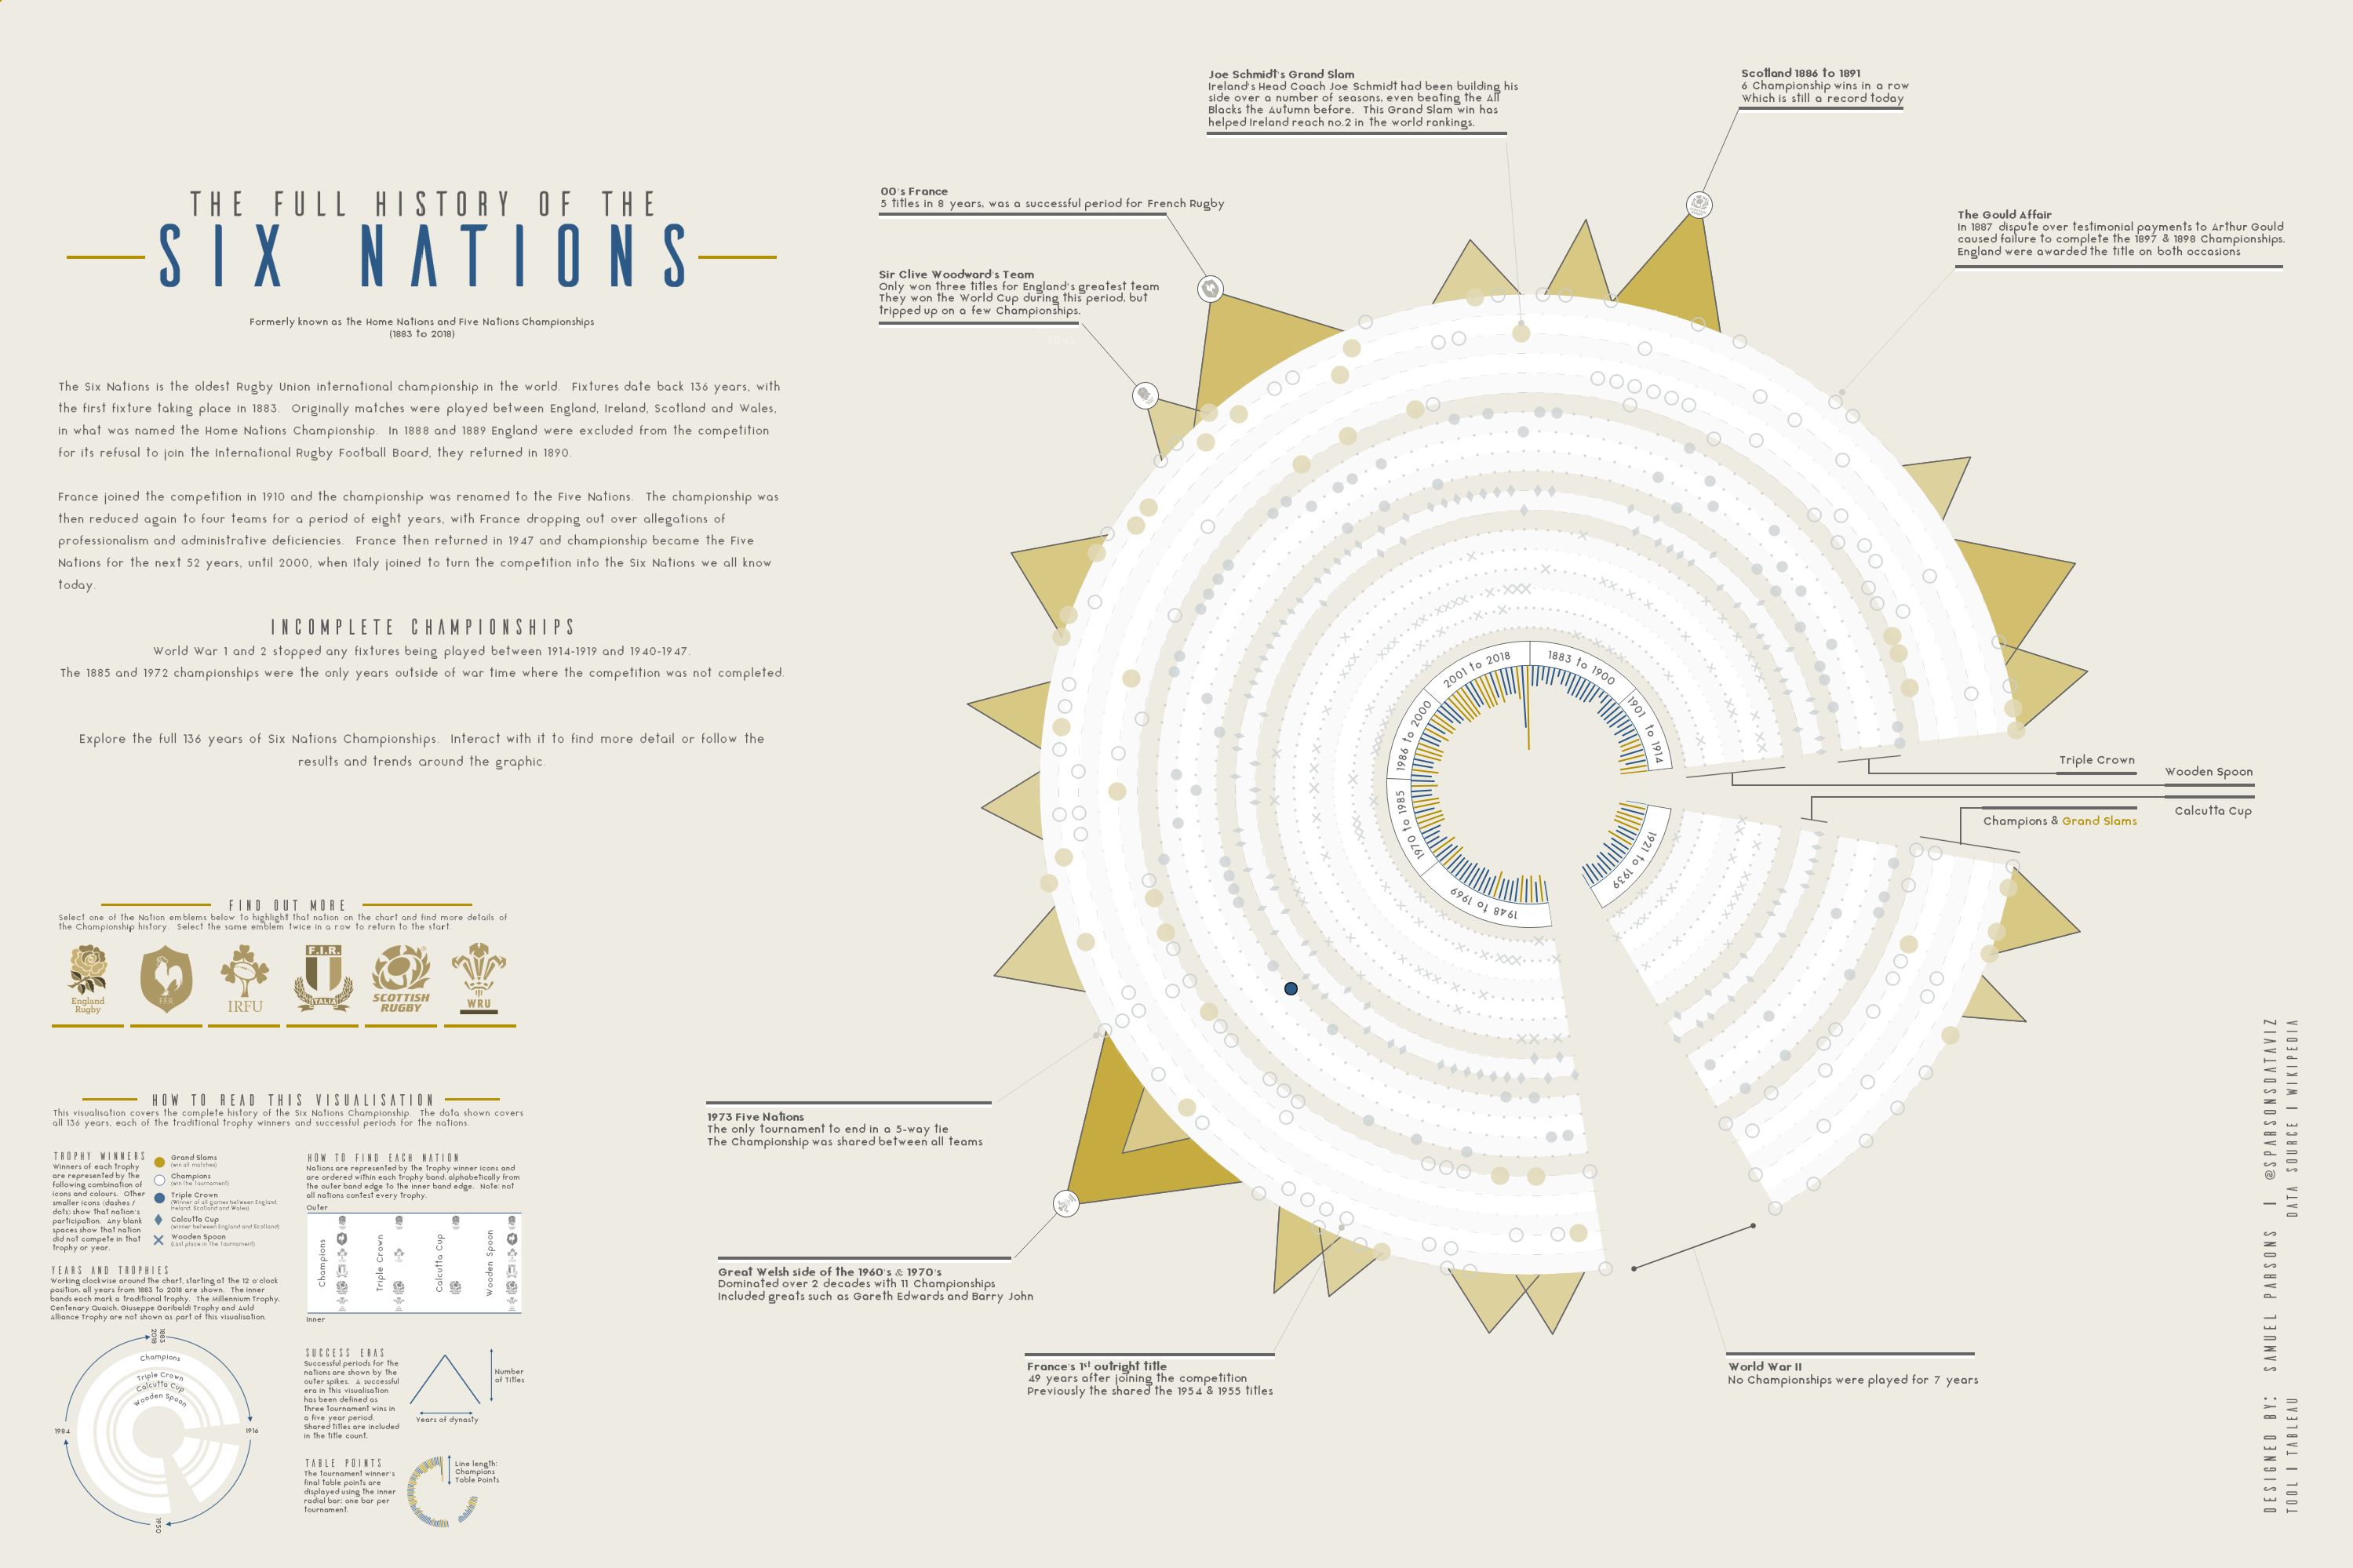 THE FULL HISTORY OF THE
SIX NATIONS
Formerly known as the Home Nations and Five Nations Championships
(1883 to 2018)
The Six Nations is the oldest Rugby Union international championship in the world. Fixtures date back 136 years, with
the first fixture taking place in 1883. Originally matches were played between England, Ireland, Scotland and Wales,
in what was named the Home Nations Championship. In 1888 and 1889 England were excluded from the competition
for its refusal to join the International Rugby Football Board, they returned in 1890.
France joined the competition in 1910 and the championship was renamed to the Five Nations. The championship was
then reduced again to four teams for a period of eight years, with France dropping out over allegations of
professionalism and administrative deficiencies. France then returned in 1947 and championship became the Five
Nations for the next 52 years, until 2000, when Italy joined to turn the competition into the Six Nations we all know
today.
INCOMPLETE CHAMPIONSHIPS
World War 1 and 2 stopped any fixtures being played between 1914-1919 and 1940-1947.
The 1885 and 1972 championships were the only years outside of war time where the competition was not completed.
Explore the full 136 years of Six Nations Championships. Interact with it to find more detail or follow the
results and trends around the graphic.
FIND OUT MORE
Select one of the Nation emblems below to highlight that nation on the chart and find more details of
the Championship history. Select the same emblem twice in a row to return to the start.
England
Rugby
FFR
IRFU
F.I.R.
ITALIA
SCOTTISH
RUGBY
WRU
HOW TO READ THIS VISUALISATION
This visualisation covers the complete history of the Six Nations Championship. The data shown covers
all 136 years, each of the traditional trophy winners and successful periods for the nations.
TROPHY WINNERS
Winners of each trophy
are represented by the
following combination of
icons and colours. Other
smaller icons (dashes /
dots) show that nation's
participation. Any blank
spaces show that nation
did not compete in that
trophy or year.
Grand Slams
(win all matches)
Champions
(win the tournament)
Triple Crown
(Winner of all games between England
Ireland, Scotland and Wales)
Calcutta Cup
(winner between England and Scotland)
Wooden Spoon
(Last place in the tournament)
YEARS AND TROPHIES
Working clockwise around the chart, starting at the 12 o'clock
position, all years from 1883 to 2018 are shown. The inner
bands each mark a traditional trophy. The Millennium Trophy,
Centenary Quaich, Giuseppe Garibaldi Trophy and Auld
Alliance Trophy are not shown as part of this visualisation.
2018
1883
Champions
Triple Crown
Calcutta Cup
Wooden Spoon
1984
1916
1950
HOW TO FIND EACH NATION
Nations are represented by the trophy winner icons and
are ordered within each trophy band, alphabetically from
the outer band edge to the inner band edge. Note: not
all nations contest every trophy.
Outer
Champions
Triple Crown
Calcutta Cup
Wooden Spoon
Inner
SUCCESS ERAS
Successful periods for the
nations are shown by the
outer spikes. A successful
era in this visualisation
has been defined as
three tournament wins in
a five year period.
Shared titles are included
in the title count.
Number
of Titles
Years of dynasty
TABLE POINTS
The tournament winner's
final table points are
displayed using the inner
radial bar; one bar per
tournament.
Line length:
Champions
Table Points
Joe Schmidt's Grand Slam
Ireland's Head Coach Joe Schmidt had been building his
side over a number of seasons, even beating the All
Blacks the Autumn before. This Grand Slam win has
helped Ireland reach no.2 in the world rankings.
Scotland 1886 to 1891
6 Championship wins in a row
Which is still a record today
00's France
5 titles in 8 years, was a successful period for French Rugby
The Gould Affair
In 1887 dispute over testimonial payments to Arthur Gould
caused failure to complete the 1897 & 1898 Championships.
England were awarded the title on both occasions
Sir Clive Woodward's Team
Only won three titles for England's greatest team
They won the World Cup during this period, but
tripped up on a few Championships.
1883 to 1900
1901 to 1914
1921 to 1939
1948 to 1969
1970 to 1985
1986 to 2000
2001 to 2018
Triple Crown
Wooden Spoon
Calcutta Cup
Champions & Grand Slams
1973 Five Nations
The only tournament to end in a 5-way tie
The Championship was shared between all teams
Great Welsh side of the 1960's & 1970's
Dominated over 2 decades with 11 Championships
Included greats such as Gareth Edwards and Barry John
France's 1st outright title
49 years after joining the competition
Previously the shared the 1954 & 1955 titles
World War II
No Championships were played for 7 years
DESIGNED BY: SAMUEL PARSONS | @SPARSONSDATAVIZ
TOOL | TABLEAU
DATA SOURCE | WIKIPEDIA